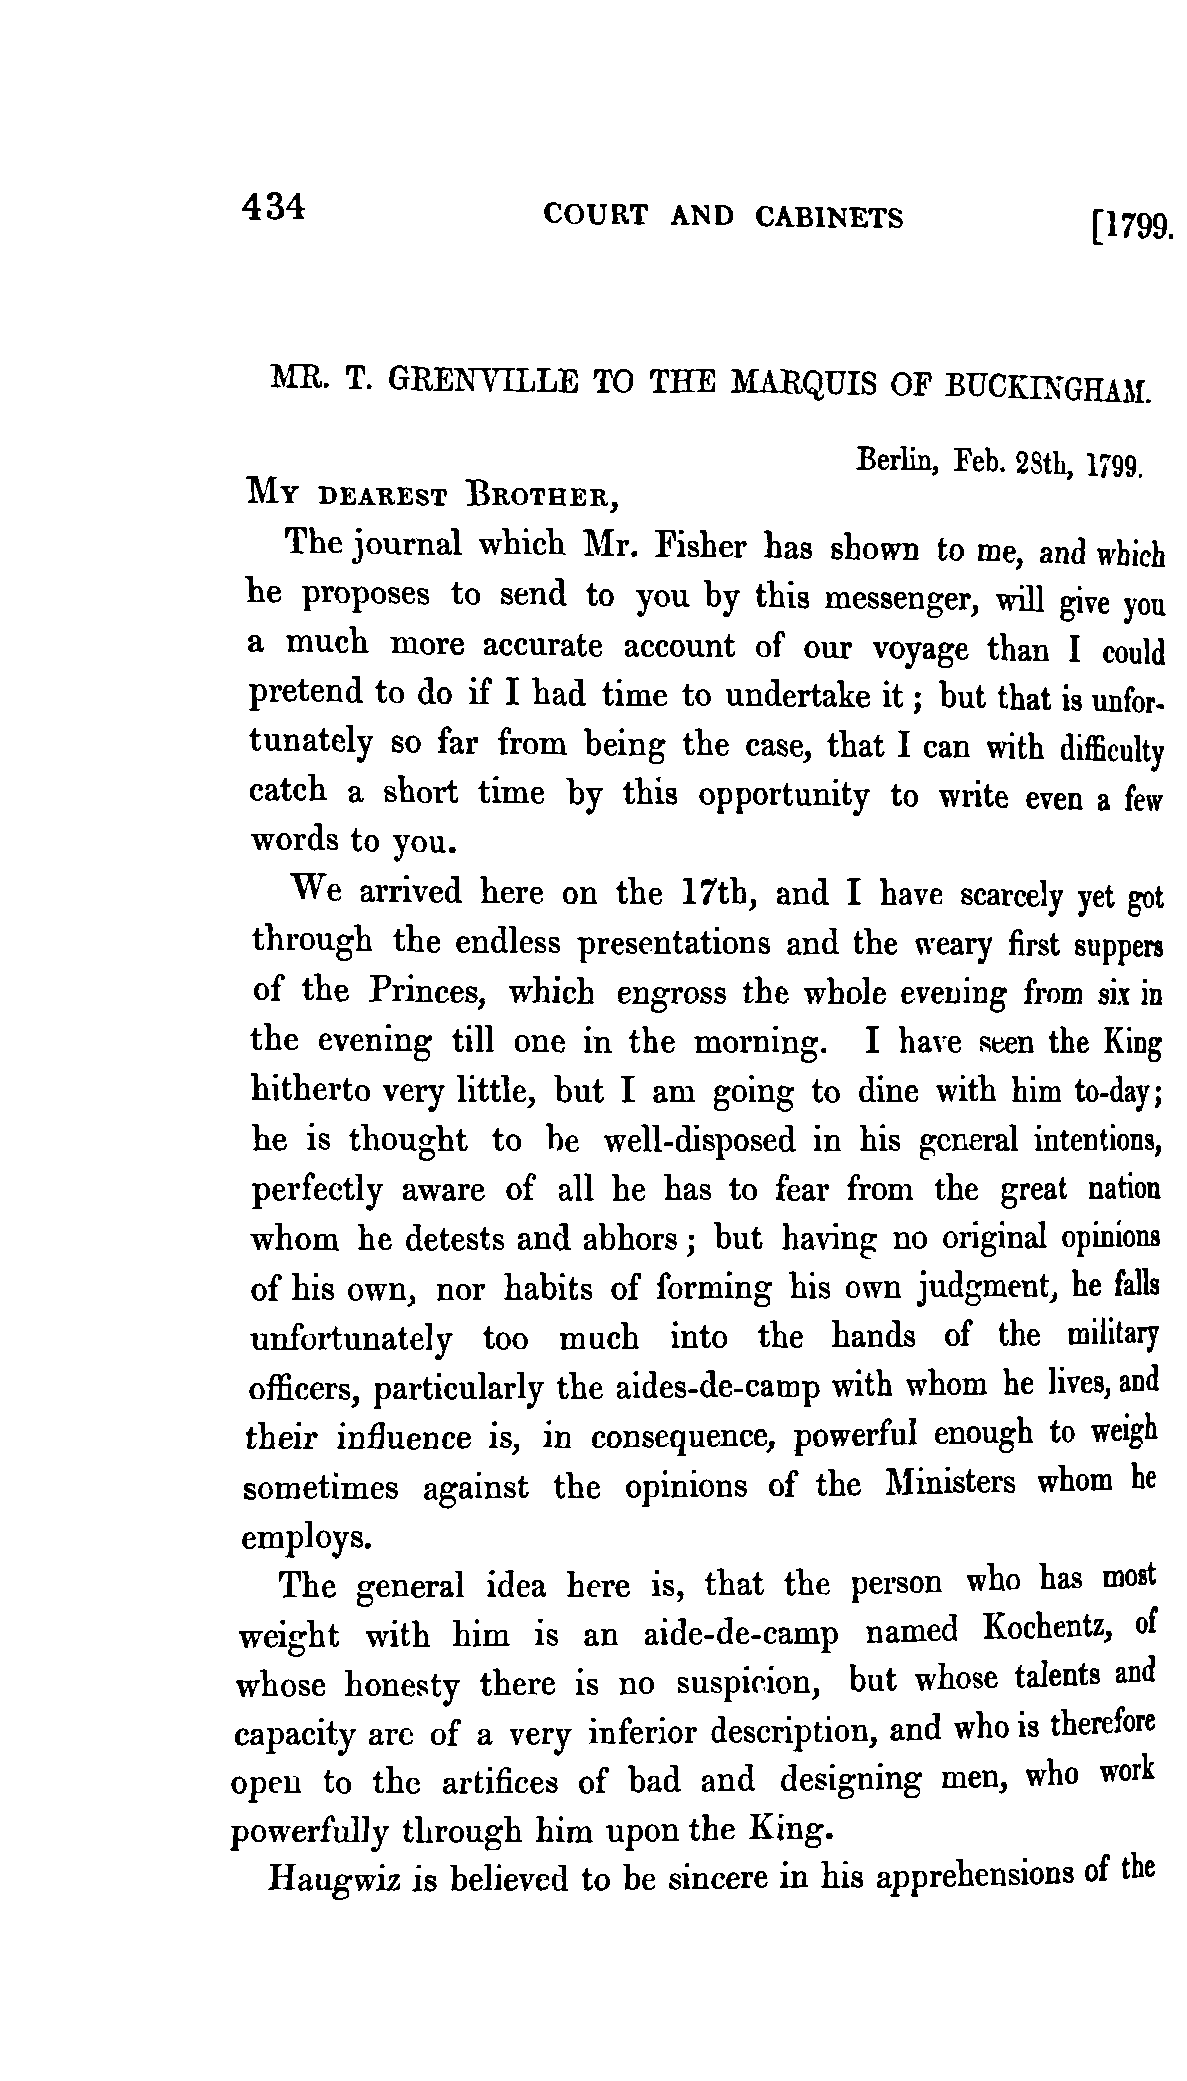 434 COURT AND CABINETS [1799.
MR. T. GRENVILLE TO THE MARQUIS OF BUCKINGHAM.
Berlin, Feb. 28th, 1799.
MY DEAREST BROTHER,
The journal which Mr. Fisher has shown to me, and which
he proposes to send to you by this messenger, will give you
a much more accurate account of our voyage than I could
pretend to do if I had time to undertake it; but that is unfor-
tunately so far from being the case, that I can with difficulty
catch a short time by this opportunity to write even a few
words to you.
We arrived here on the 17th, and I have scarcely yet got
through the endless presentations and the weary first suppers
of the Princes, which engross the whole evening from six in
the evening till one in the morning. I have seen the King
hitherto very little, but I am going to dine with him to-day;
he is thought to be well-disposed in his general intentions,
perfectly aware of all he has to fear from the great nation
whom he detests and abhors; but having no original opinions
of his own, nor habits of forming his own judgment, he falls
unfortunately too much into the hands of the military
officers, particularly the aides-de-camp with whom he lives, and
their influence is, in consequence, powerful enough to weigh
sometimes against the opinions of the Ministers whom he
employs.
The general idea here is, that the person who has most
weight with him is an aide-de-camp named Kochentz, of
whose honesty there is no suspicion, but whose talents and
capacity are of a very inferior description, and who is therefore
open to the artifices of bad and designing men, who work
powerfully through him upon the King.
Haugwiz is believed to be sincere in his apprehensions of the